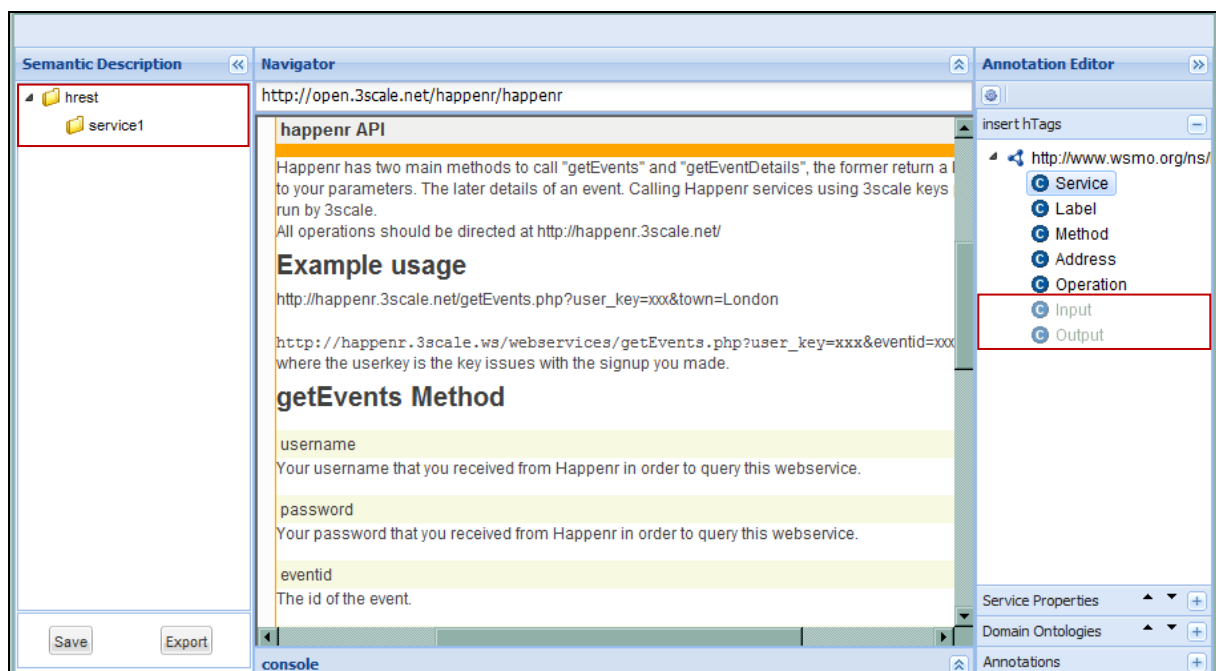 Semantic Description
hrest
service1
Save
Export
Navigator
http://open.3scale.net/happenr/happenr
happenr API
Happenr has two main methods to call "getEvents" and "getEventDetails", the former return a
to your parameters. The later details of an event. Calling Happenr services using 3scale keys
run by 3scale.
All operations should be directed at http://happenr.3scale.net/
Example usage
http://happenr.3scale.net/getEvents.php?user_key=xxx&town=London
http://happenr.3scale.ws/webservices/getEvents.php?user_key=xxx&eventid=xxx
where the userkey is the key issues with the signup you made.
getEvents Method
username
Your username that you received from Happenr in order to query this webservice.
password
Your password that you received from Happenr in order to query this webservice.
eventid
The id of the event.
console
Annotation Editor
insert hTags
http://www.wsmo.org/ns/
C Service
C Label
C Method
C Address
C Operation
C Input
C Output
Service Properties
Domain Ontologies
Annotations